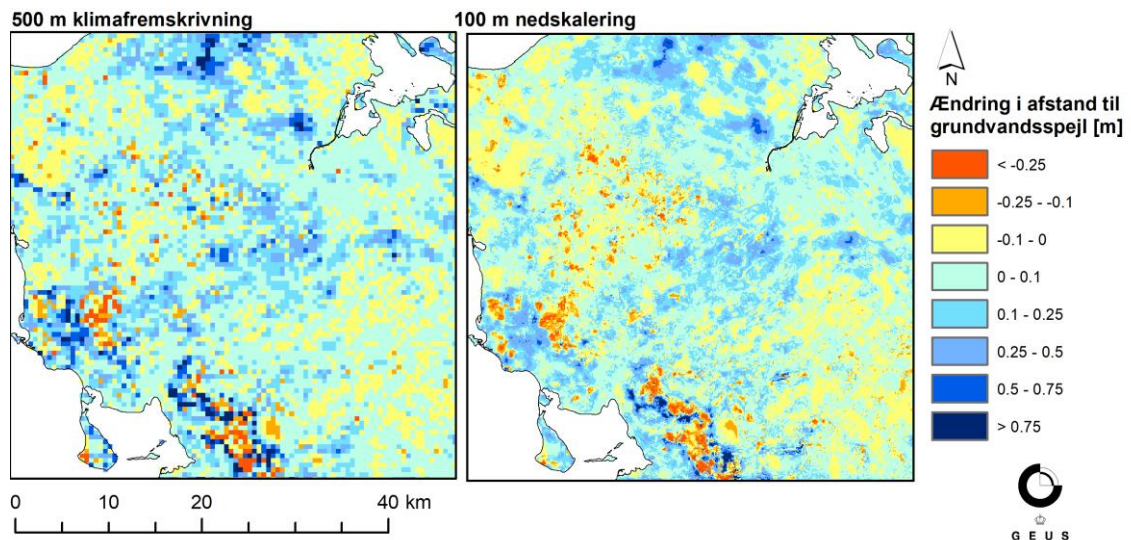 500 m klimafremskrivning
100 m nedskalering
N
Ændring i afstand til
grundvandsspejl [m]
< -0.25
-0.25 - -0.1
-0.1 - 0
0 - 0.1
0.1 - 0.25
0.25 - 0.5
0.5 - 0.75
> 0.75
0 10 20 40 km
G E U S